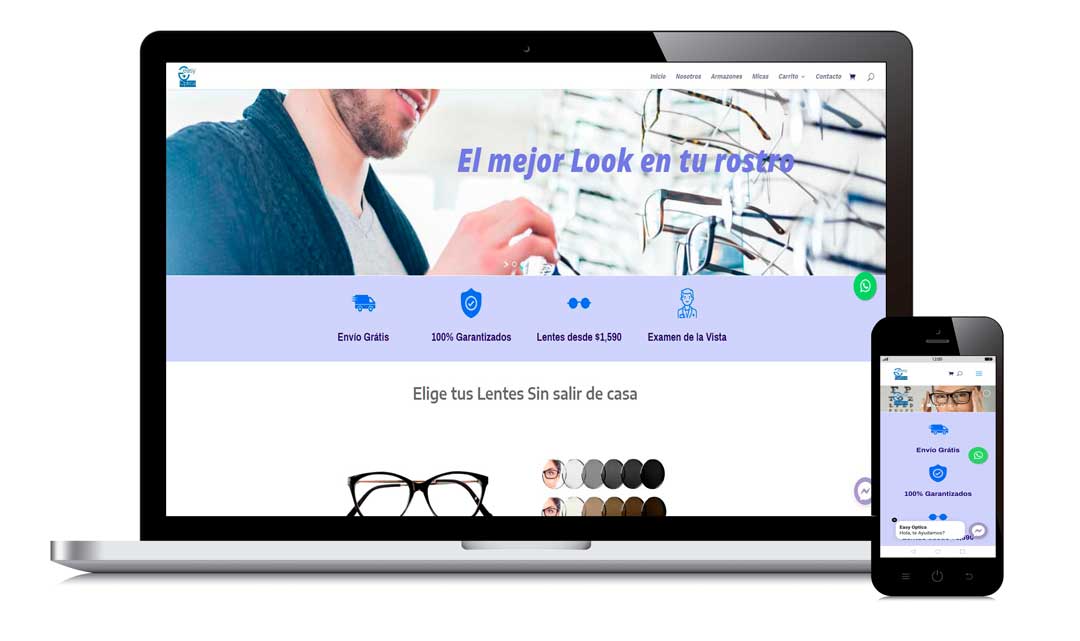 easy
Inicio Nosotros Armazones Micas Carrito Contacto
El mejor Look en tu rostro
Envío Grátis
100% Garantizados
Lentes desde $1,590
Examen de la Vista
Elige tus Lentes Sin salir de casa
12:00
Envío Grátis
100% Garantizados
Easy Optica
Hola, te Ayudamos?